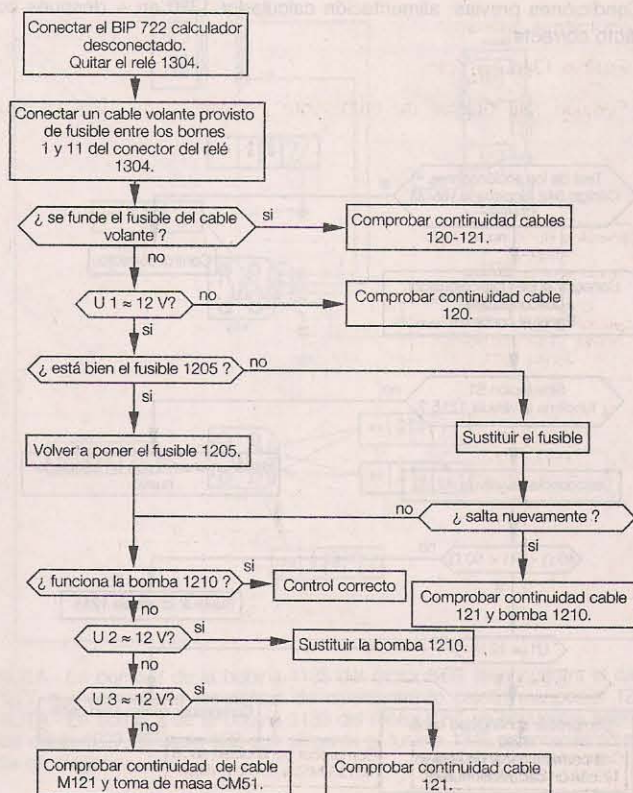 Conectar el BIP 722 calculador
desconectado.
Quitar el relé 1304.
Conectar un cable volante provisto
de fusible entre los bornes
1 y 11 del conector del relé
1304.
¿ se funde el fusible del cable
volante ?
si
Comprobar continuidad cables
120-121.
no
U 1 ≈ 12 V?
no
Comprobar continuidad cable
120.
si
¿ está bien el fusible 1205 ?
no
si
Volver a poner el fusible 1205.
Sustituir el fusible
no
¿ salta nuevamente ?
si
¿ funciona la bomba 1210 ?
si
Control correcto
Comprobar continuidad cable
121 y bomba 1210.
no
U 2 ≈ 12 V?
si
Sustituir la bomba 1210.
no
U 3 ≈ 12 V?
si
no
Comprobar continuidad del cable
M121 y toma de masa CM51.
Comprobar continuidad cable
121.